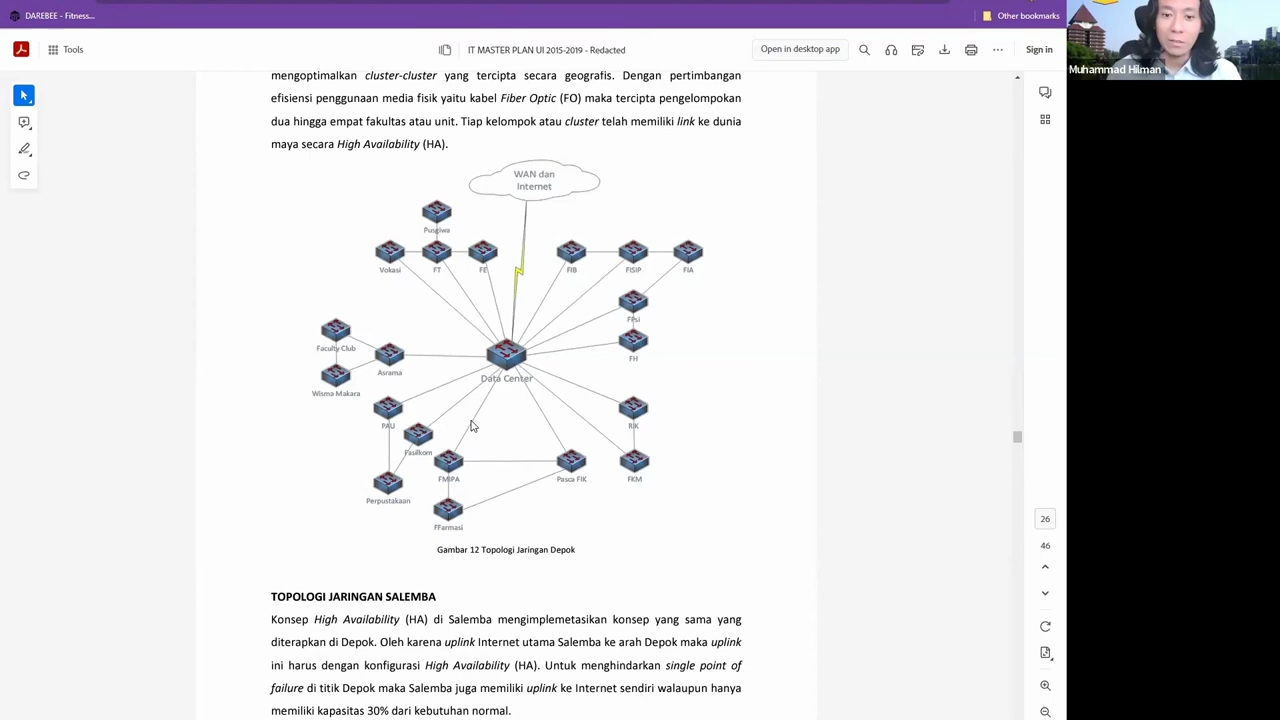 DAREBEE - Fitness...
Other bookmarks
Tools
IT MASTER PLAN UI 2015-2019 - Redacted
Open in desktop app
Sign in
Muhammad Hilman
mengoptimalkan cluster-cluster yang tercipta secara geografis. Dengan pertimbangan
efisiensi penggunaan media fisik yaitu kabel Fiber Optic (FO) maka tercipta pengelompokan
dua hingga empat fakultas atau unit. Tiap kelompok atau cluster telah memiliki link ke dunia
maya secara High Availability (HA).
WAN dan
Internet
Pusgiwa
Vokasi
FT
FE
FIB
FISIP
FIA
FPsi
FH
Faculty Club
Asrama
Wisma Makara
Data Center
PAU
Fasilkom
RIK
FMIPA
Pasca FIK
FKM
Perpustakaan
FFarmasi
Gambar 12 Topologi Jaringan Depok
26
46
TOPOLOGI JARINGAN SALEMBA
Konsep High Availability (HA) di Salemba mengimplemetasikan konsep yang sama yang
diterapkan di Depok. Oleh karena uplink Internet utama Salemba ke arah Depok maka uplink
ini harus dengan konfigurasi High Availability (HA). Untuk menghindarkan single point of
failure di titik Depok maka Salemba juga memiliki uplink ke Internet sendiri walaupun hanya
memiliki kapasitas 30% dari kebutuhan normal.